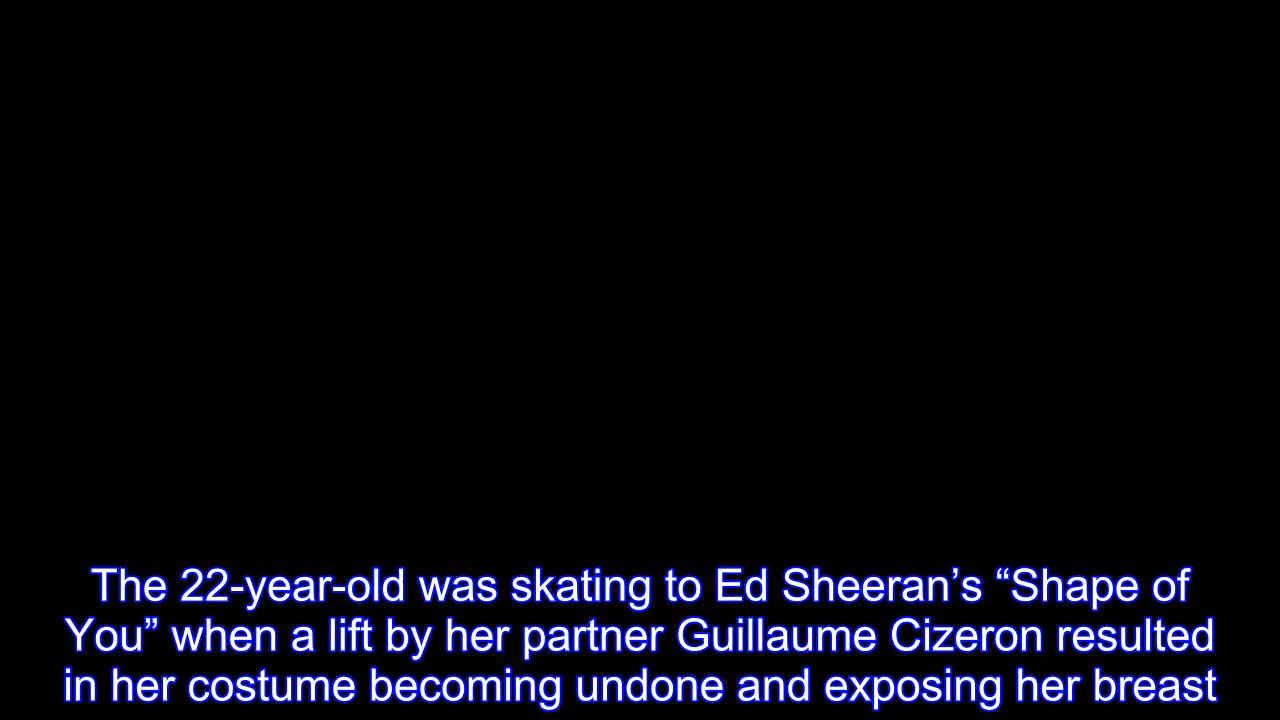 The 22-year-old was skating to Ed Sheeran’s “Shape of
You” when a lift by her partner Guillaume Cizeron resulted
in her costume becoming undone and exposing her breast